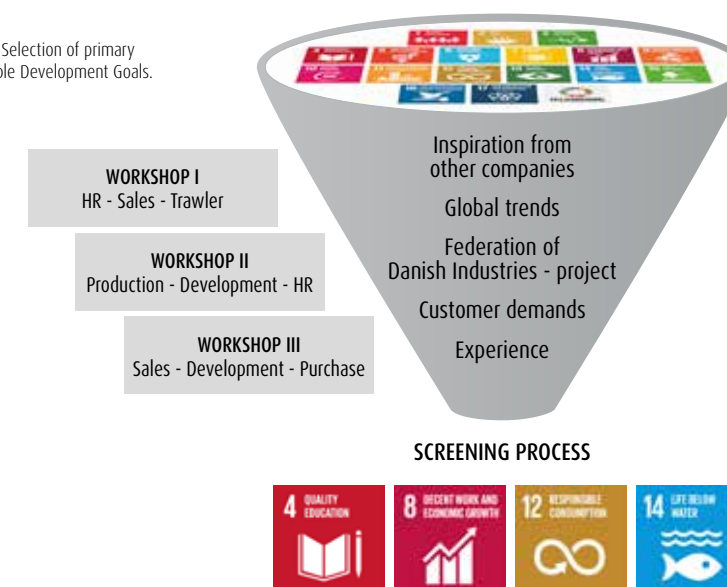 Selection of primary
ble Development Goals.
WORKSHOP I
HR - Sales - Trawler
WORKSHOP II
Production - Development - HR
WORKSHOP III
Sales - Development - Purchase
Inspiration from
other companies
Global trends
Federation of
Danish Industries - project
Customer demands
Experience
SCREENING PROCESS
4 QUALITY
EDUCATION
8 DECENT WORK AND
ECONOMIC GROWTH
12 RESPONSIBLE
CONSUMPTION
14 LIFE BELOW
WATER